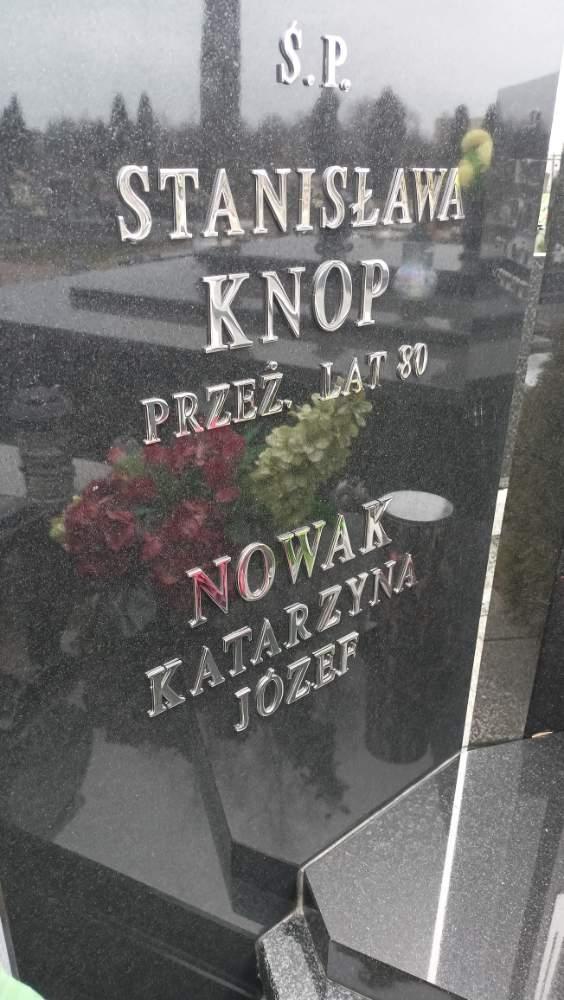 Ś.P.
STANISŁAWA
KNOP
PRZEŻ. LAT 80
NOWAK
KATARZYNA
JÓZEF